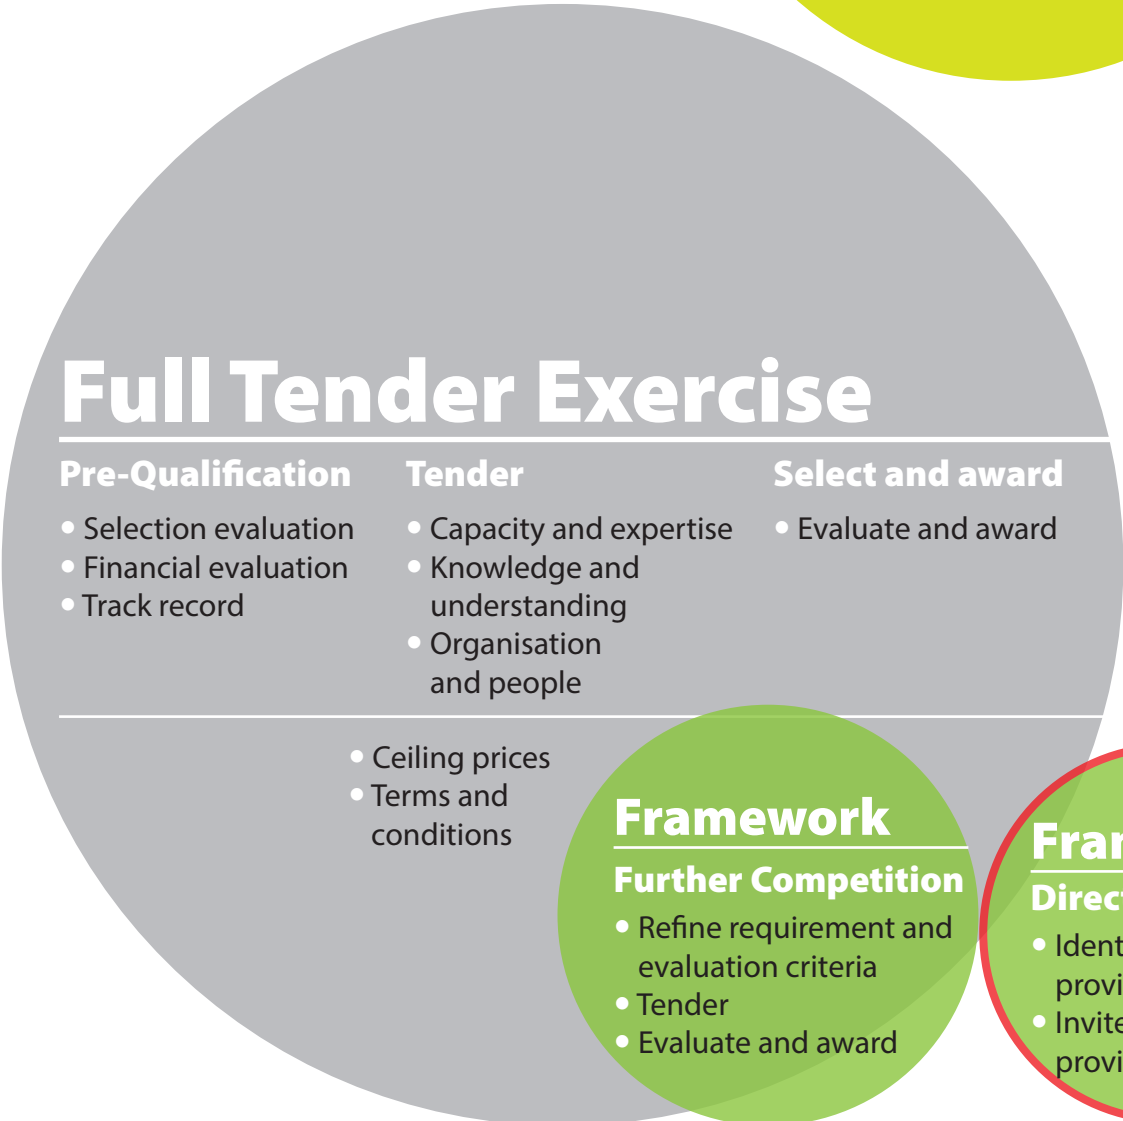 Full Tender Exercise
Pre-Qualification
• Selection evaluation
• Financial evaluation
• Track record
Tender
• Capacity and expertise
• Knowledge and
understanding
• Organisation
and people
Select and award
• Evaluate and award
• Ceiling prices
• Terms and
conditions
Framework
Further Competition
• Refine requirement and
evaluation criteria
• Tender
• Evaluate and award